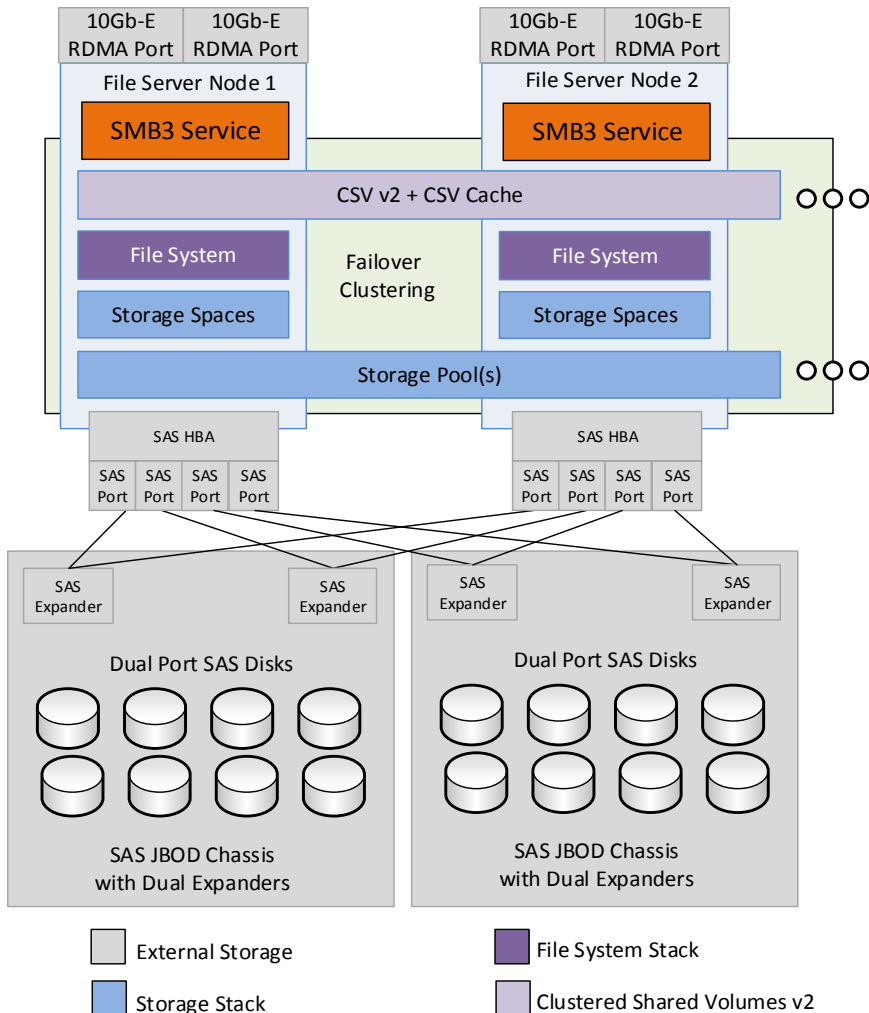 10Gb-E
RDMA Port
10Gb-E
RDMA Port
10Gb-E
RDMA Port
10Gb-E
RDMA Port
File Server Node 1
File Server Node 2
SMB3 Service
SMB3 Service
CSV v2 + CSV Cache
File System
Failover
Clustering
File System
Storage Spaces
Storage Spaces
Storage Pool(s)
SAS HBA
SAS HBA
SAS
Port
SAS
Port
SAS
Port
SAS
Port
SAS
Port
SAS
Port
SAS
Port
SAS
Port
SAS
Expander
SAS
Expander
SAS
Expander
SAS
Expander
Dual Port SAS Disks
Dual Port SAS Disks
SAS JBOD Chassis
with Dual Expanders
SAS JBOD Chassis
with Dual Expanders
External Storage
File System Stack
Storage Stack
Clustered Shared Volumes v2